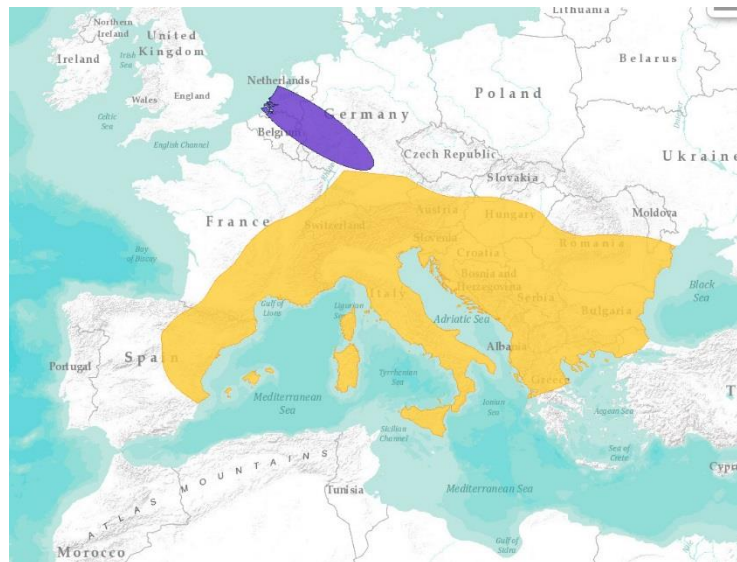 Lithuania
Northern
Ireland
United
Kingdom
Ireland
Irish
Sea
Belarus
Netherlands
Wales
England
Poland
Germany
Celtic
Sea
English Channel
Belgium
Czech Republic
Ukraine
Slovakia
Moldova
France
Switzerland
Austria
Hungary
Slovenia
Romania
Croatia
Bay
of
Biscay
Bosnia and
Herzegovina
Black
Sea
Gulf of
Lions
Ligurian
Sea
Italy
Serbia
Bulgaria
Adriatic Sea
Portugal
Spain
Albania
Tyrrhenian
Sea
Greece
T
Mediterranean
Sea
Ionian
Sea
Aegean Sea
Sicilian
Channel
Sea of
Crete
Cypr
ATLAS MOUNTAINS
Tunisia
Mediterranean Sea
Gulf of
Sidra
Morocco